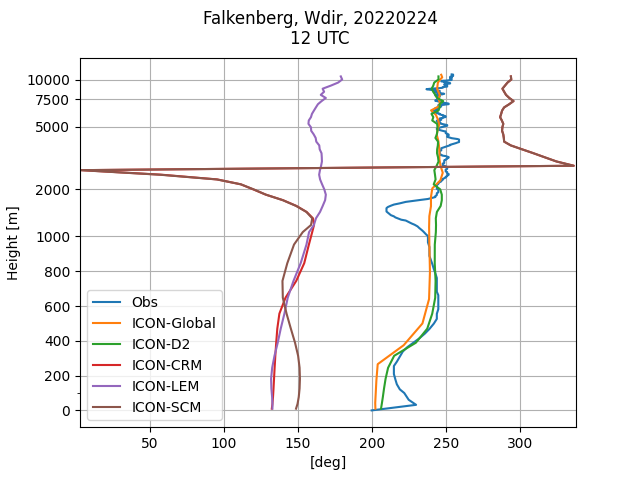 Falkenberg, Wdir, 20220224
12 UTC
10000
7500
5000
2000
1000
800
600
400
200
0
Height [m]
Obs
ICON-Global
ICON-D2
ICON-CRM
ICON-LEM
ICON-SCM
50
100
150
200
250
300
[deg]